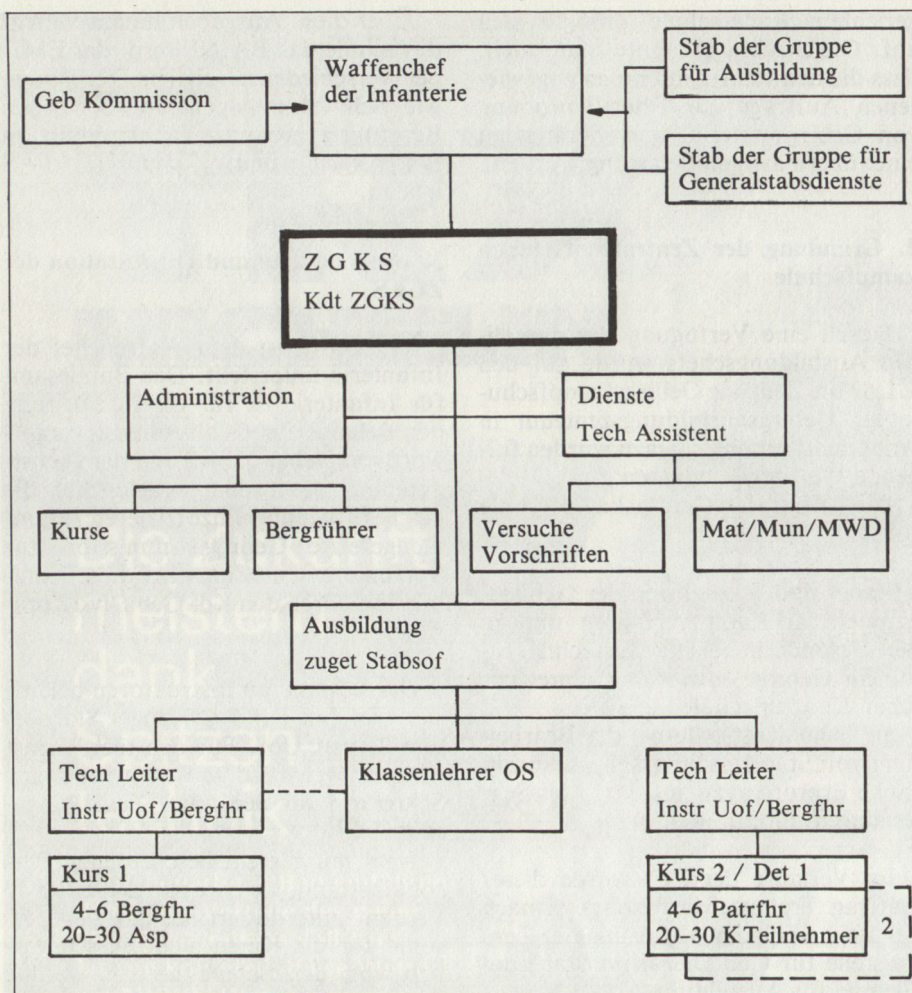 Stab der Gruppe
für Ausbildung
Waffenchef
der Infanterie
Geb Kommission
Stab der Gruppe für
Generalstabsdienste
Z G K S
Kdt ZGKS
Administration
Dienste
Tech Assistent
Kurse
Bergführer
Versuche
Vorschriften
Mat/Mun/MWD
Ausbildung
zuget Stabsof
Tech Leiter
Instr Uof/Bergfhr
Klassenlehrer OS
Tech Leiter
Instr Uof/Bergfhr
Kurs 1
4-6 Bergfhr
20-30 Asp
Kurs 2 / Det 1
4-6 Patrfhr
20-30 K Teilnehmer
2